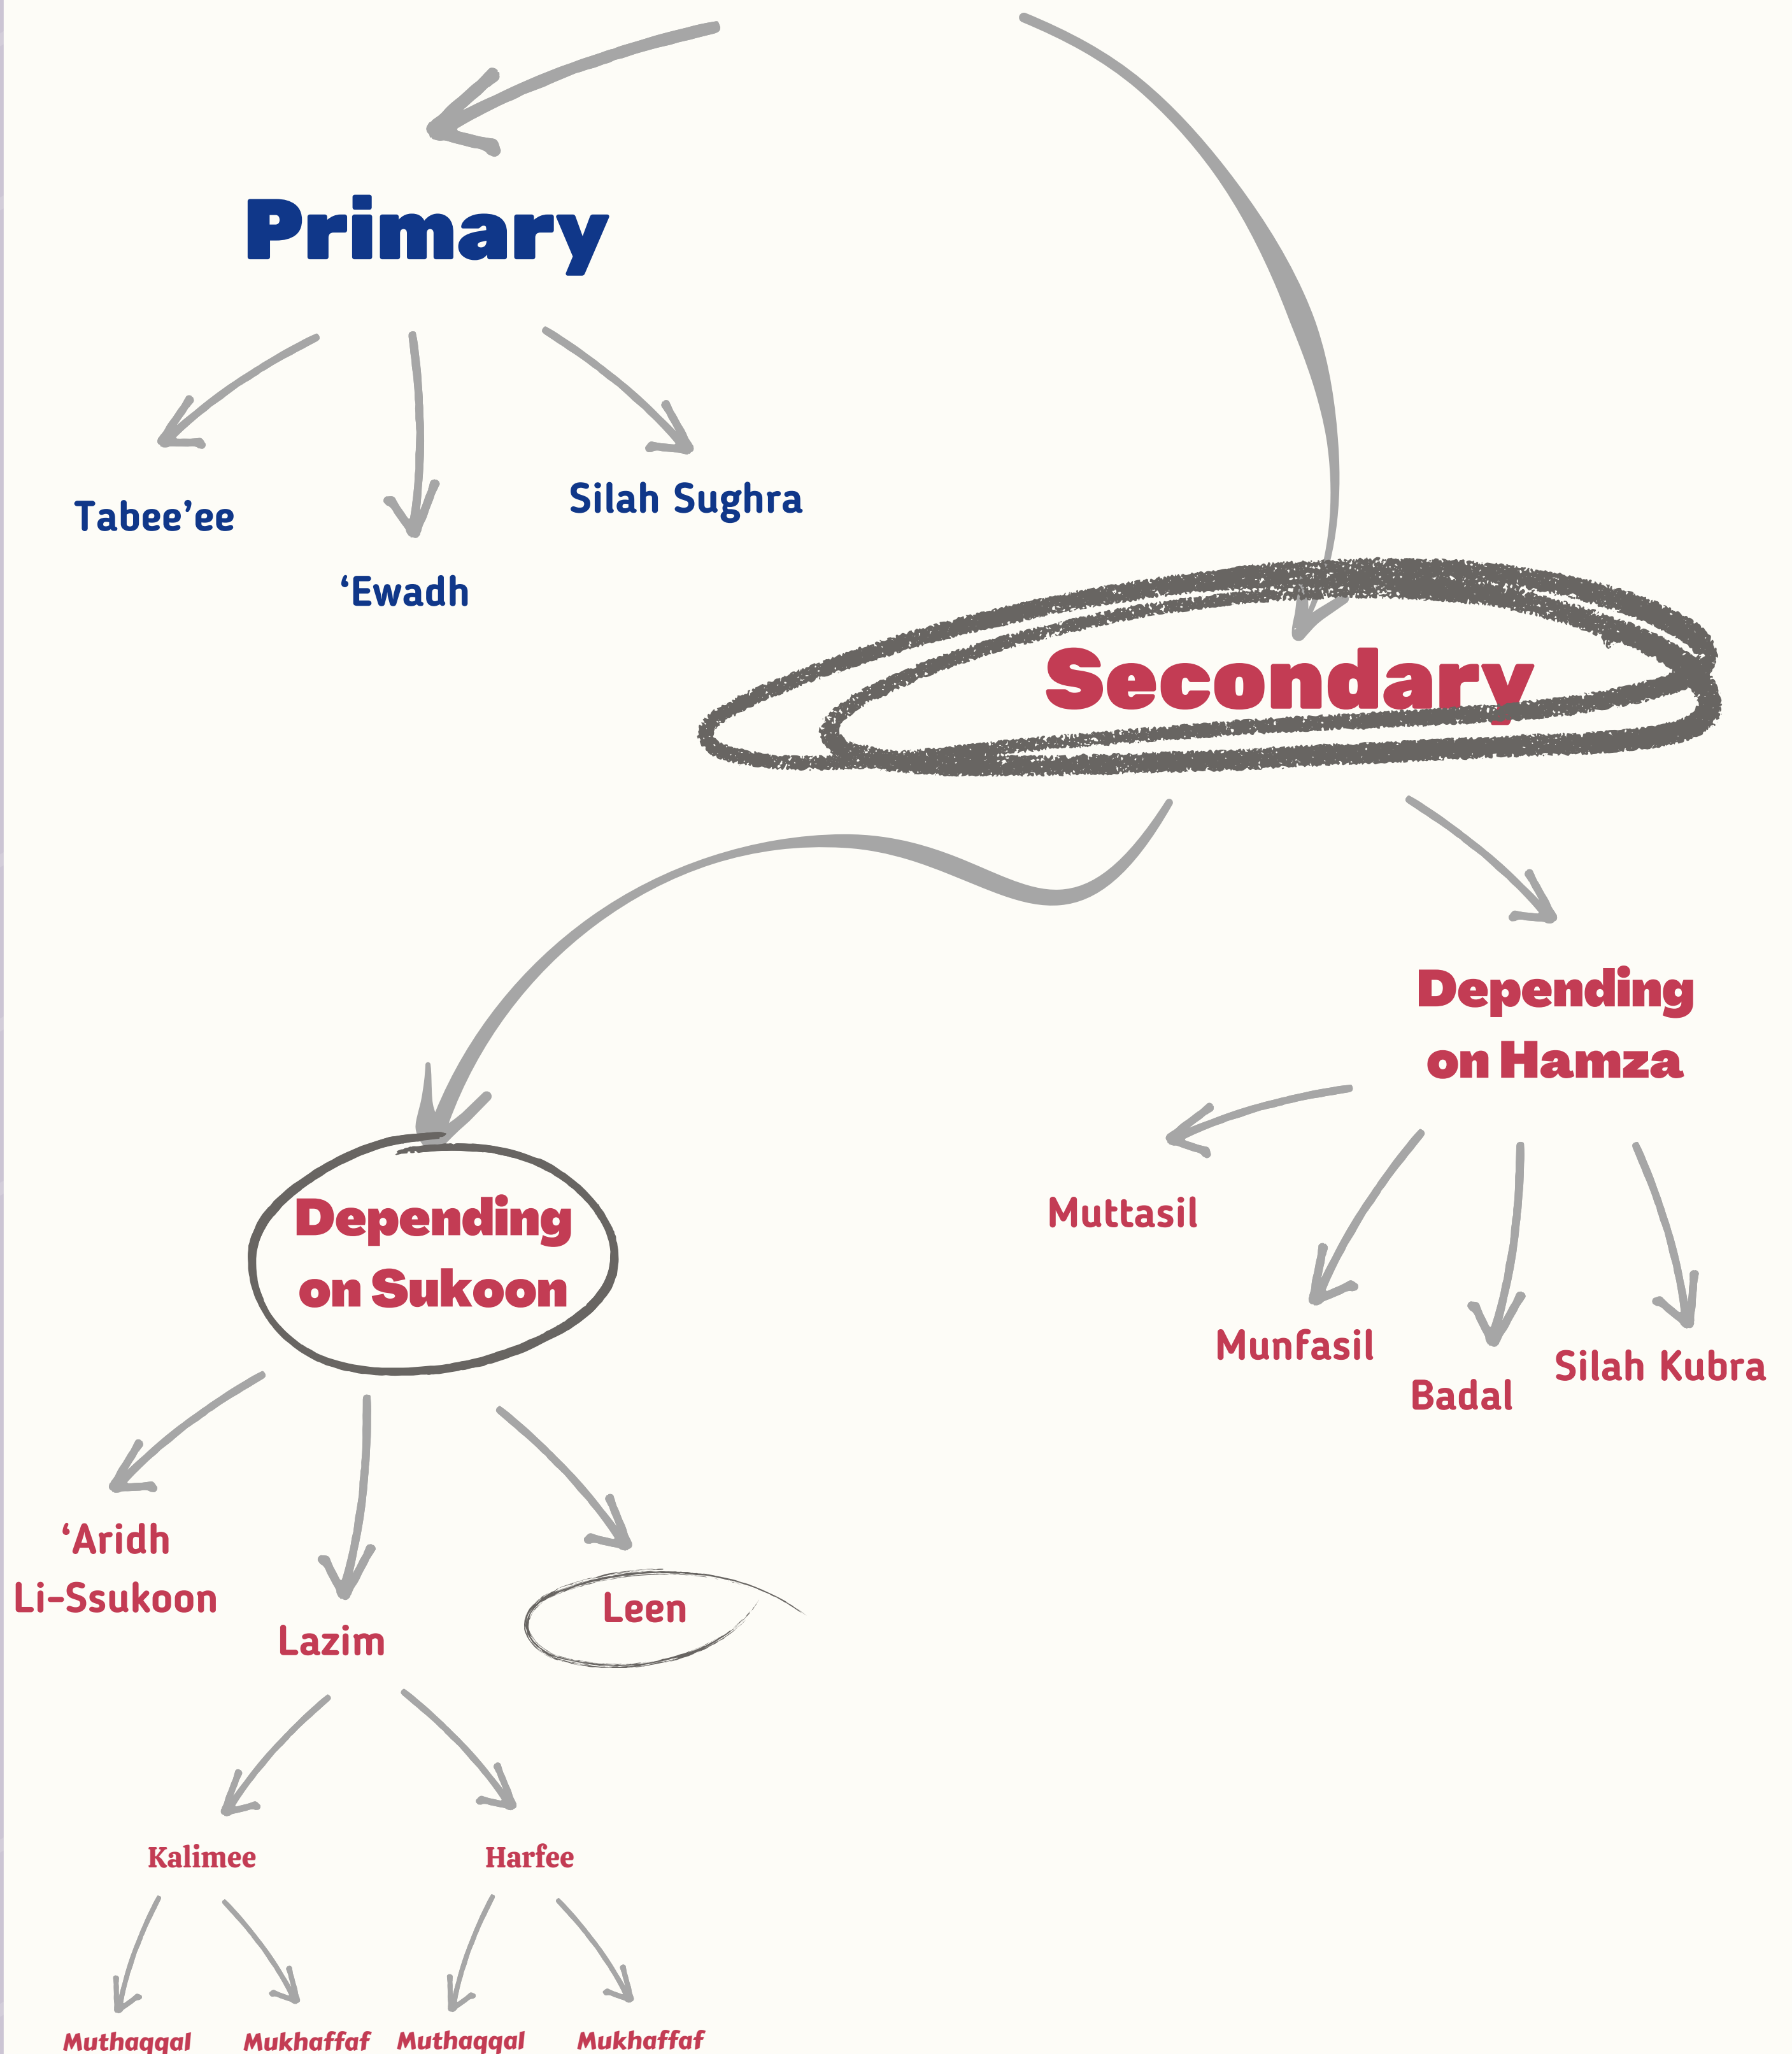 Primary
Tabee’ee
‘Ewadh
Silah Sughra
Secondary
Depending
on Hamza
Muttasil
Munfasil
Badal
Silah Kubra
Depending
on Sukoon
‘Aridh
Li-Ssukoon
Lazim
Leen
Kalimee
Harfee
Muthaqqal
Mukhaffaf
Muthaqqal
Mukhaffaf